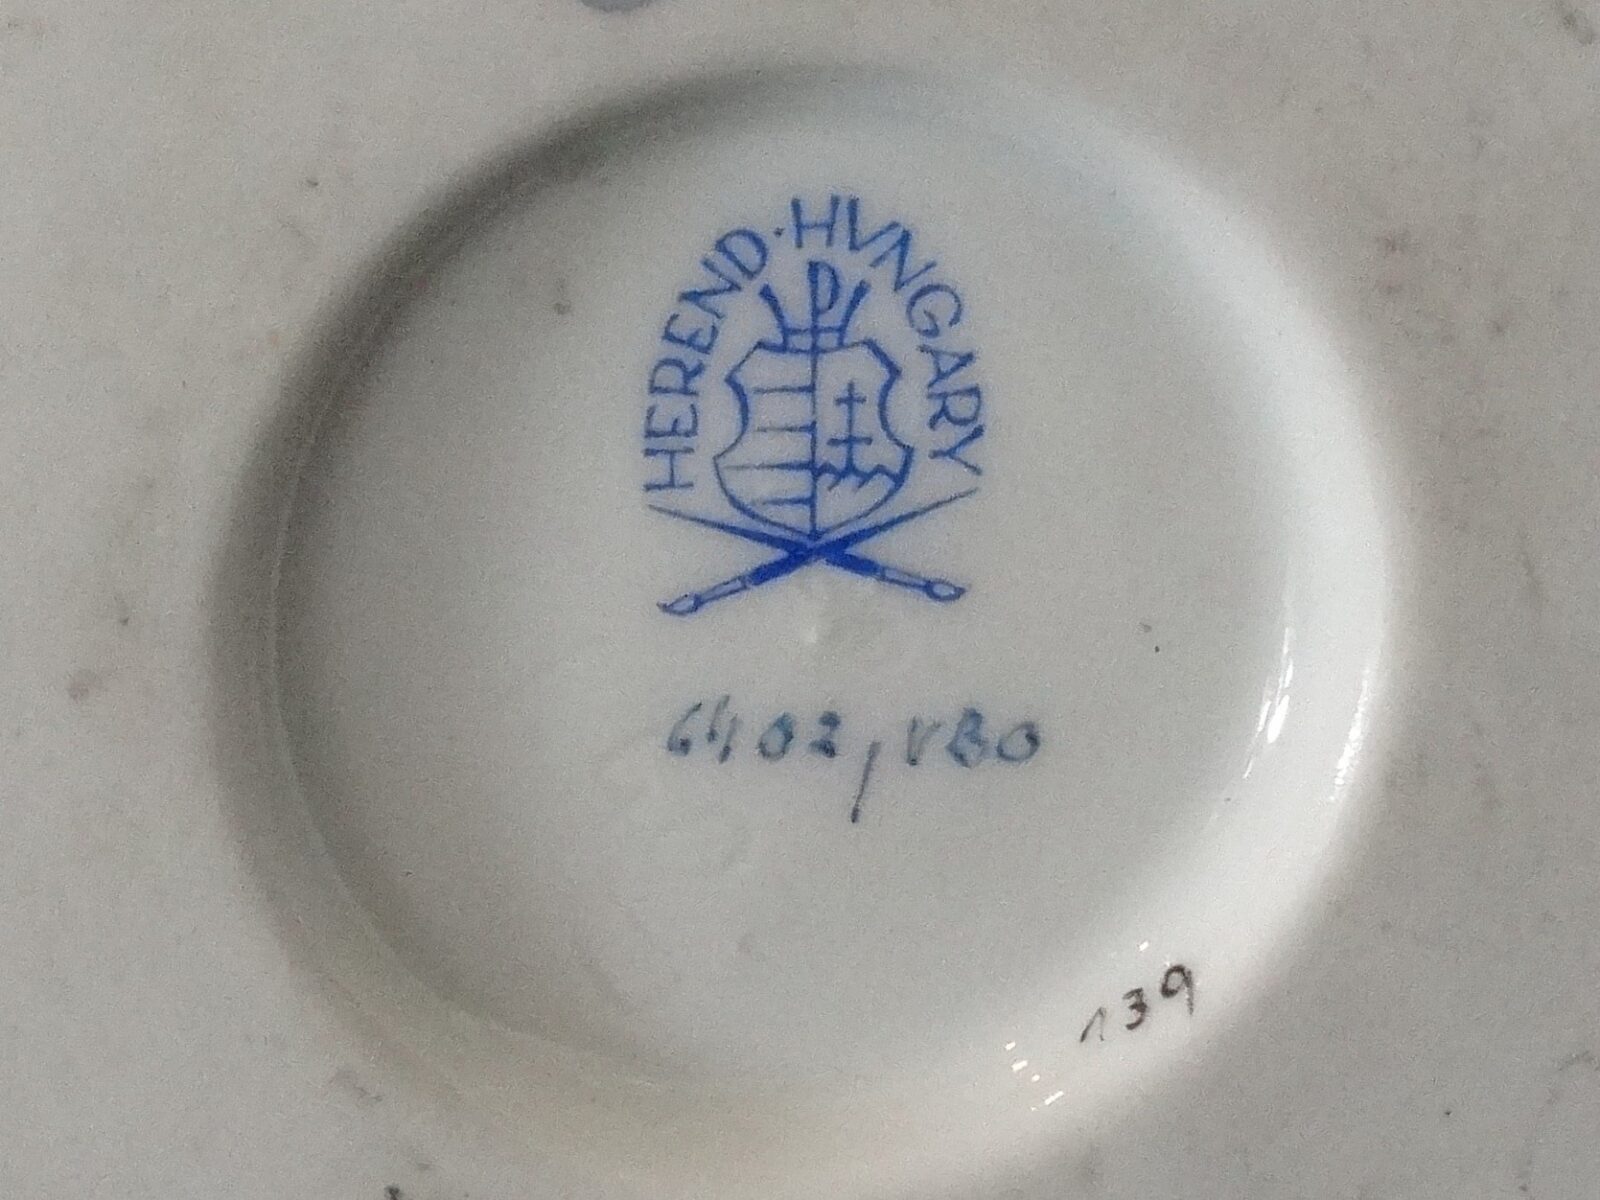 HEREND · HVNGARY
6402/VBO
139